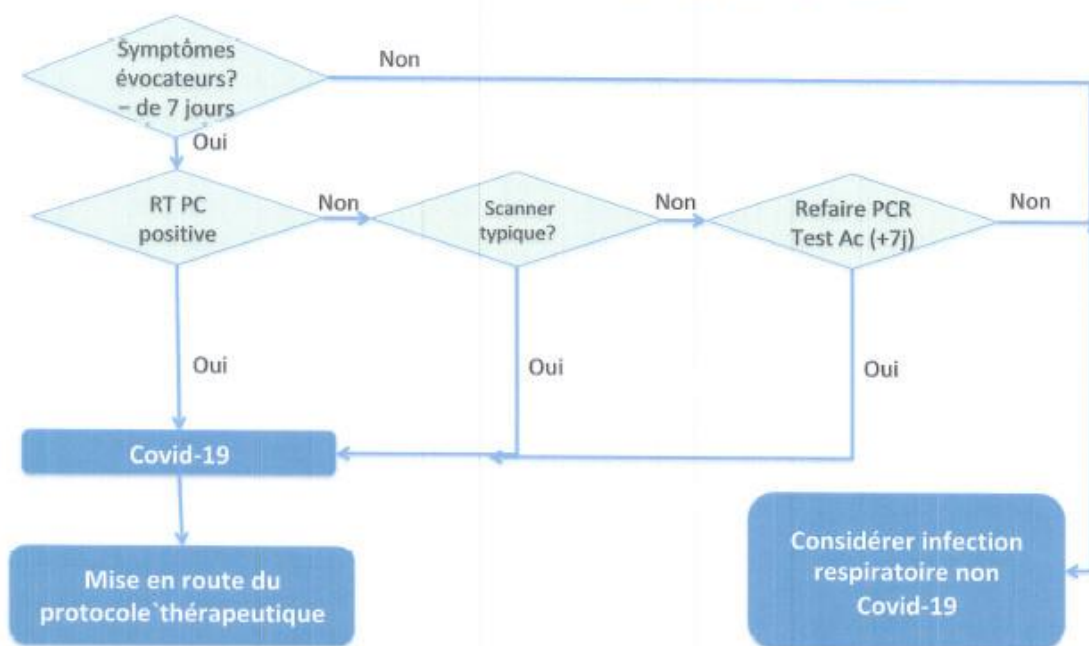 Symptômes
évocateurs?
– de 7 jours
Non
Oui
RT PC
positive
Non
Scanner
typique?
Non
Refaire PCR
Test Ac (+7j)
Non
Oui
Oui
Oui
Covid-19
Mise en route du
protocole`thérapeutique
Considérer infection
respiratoire non
Covid-19